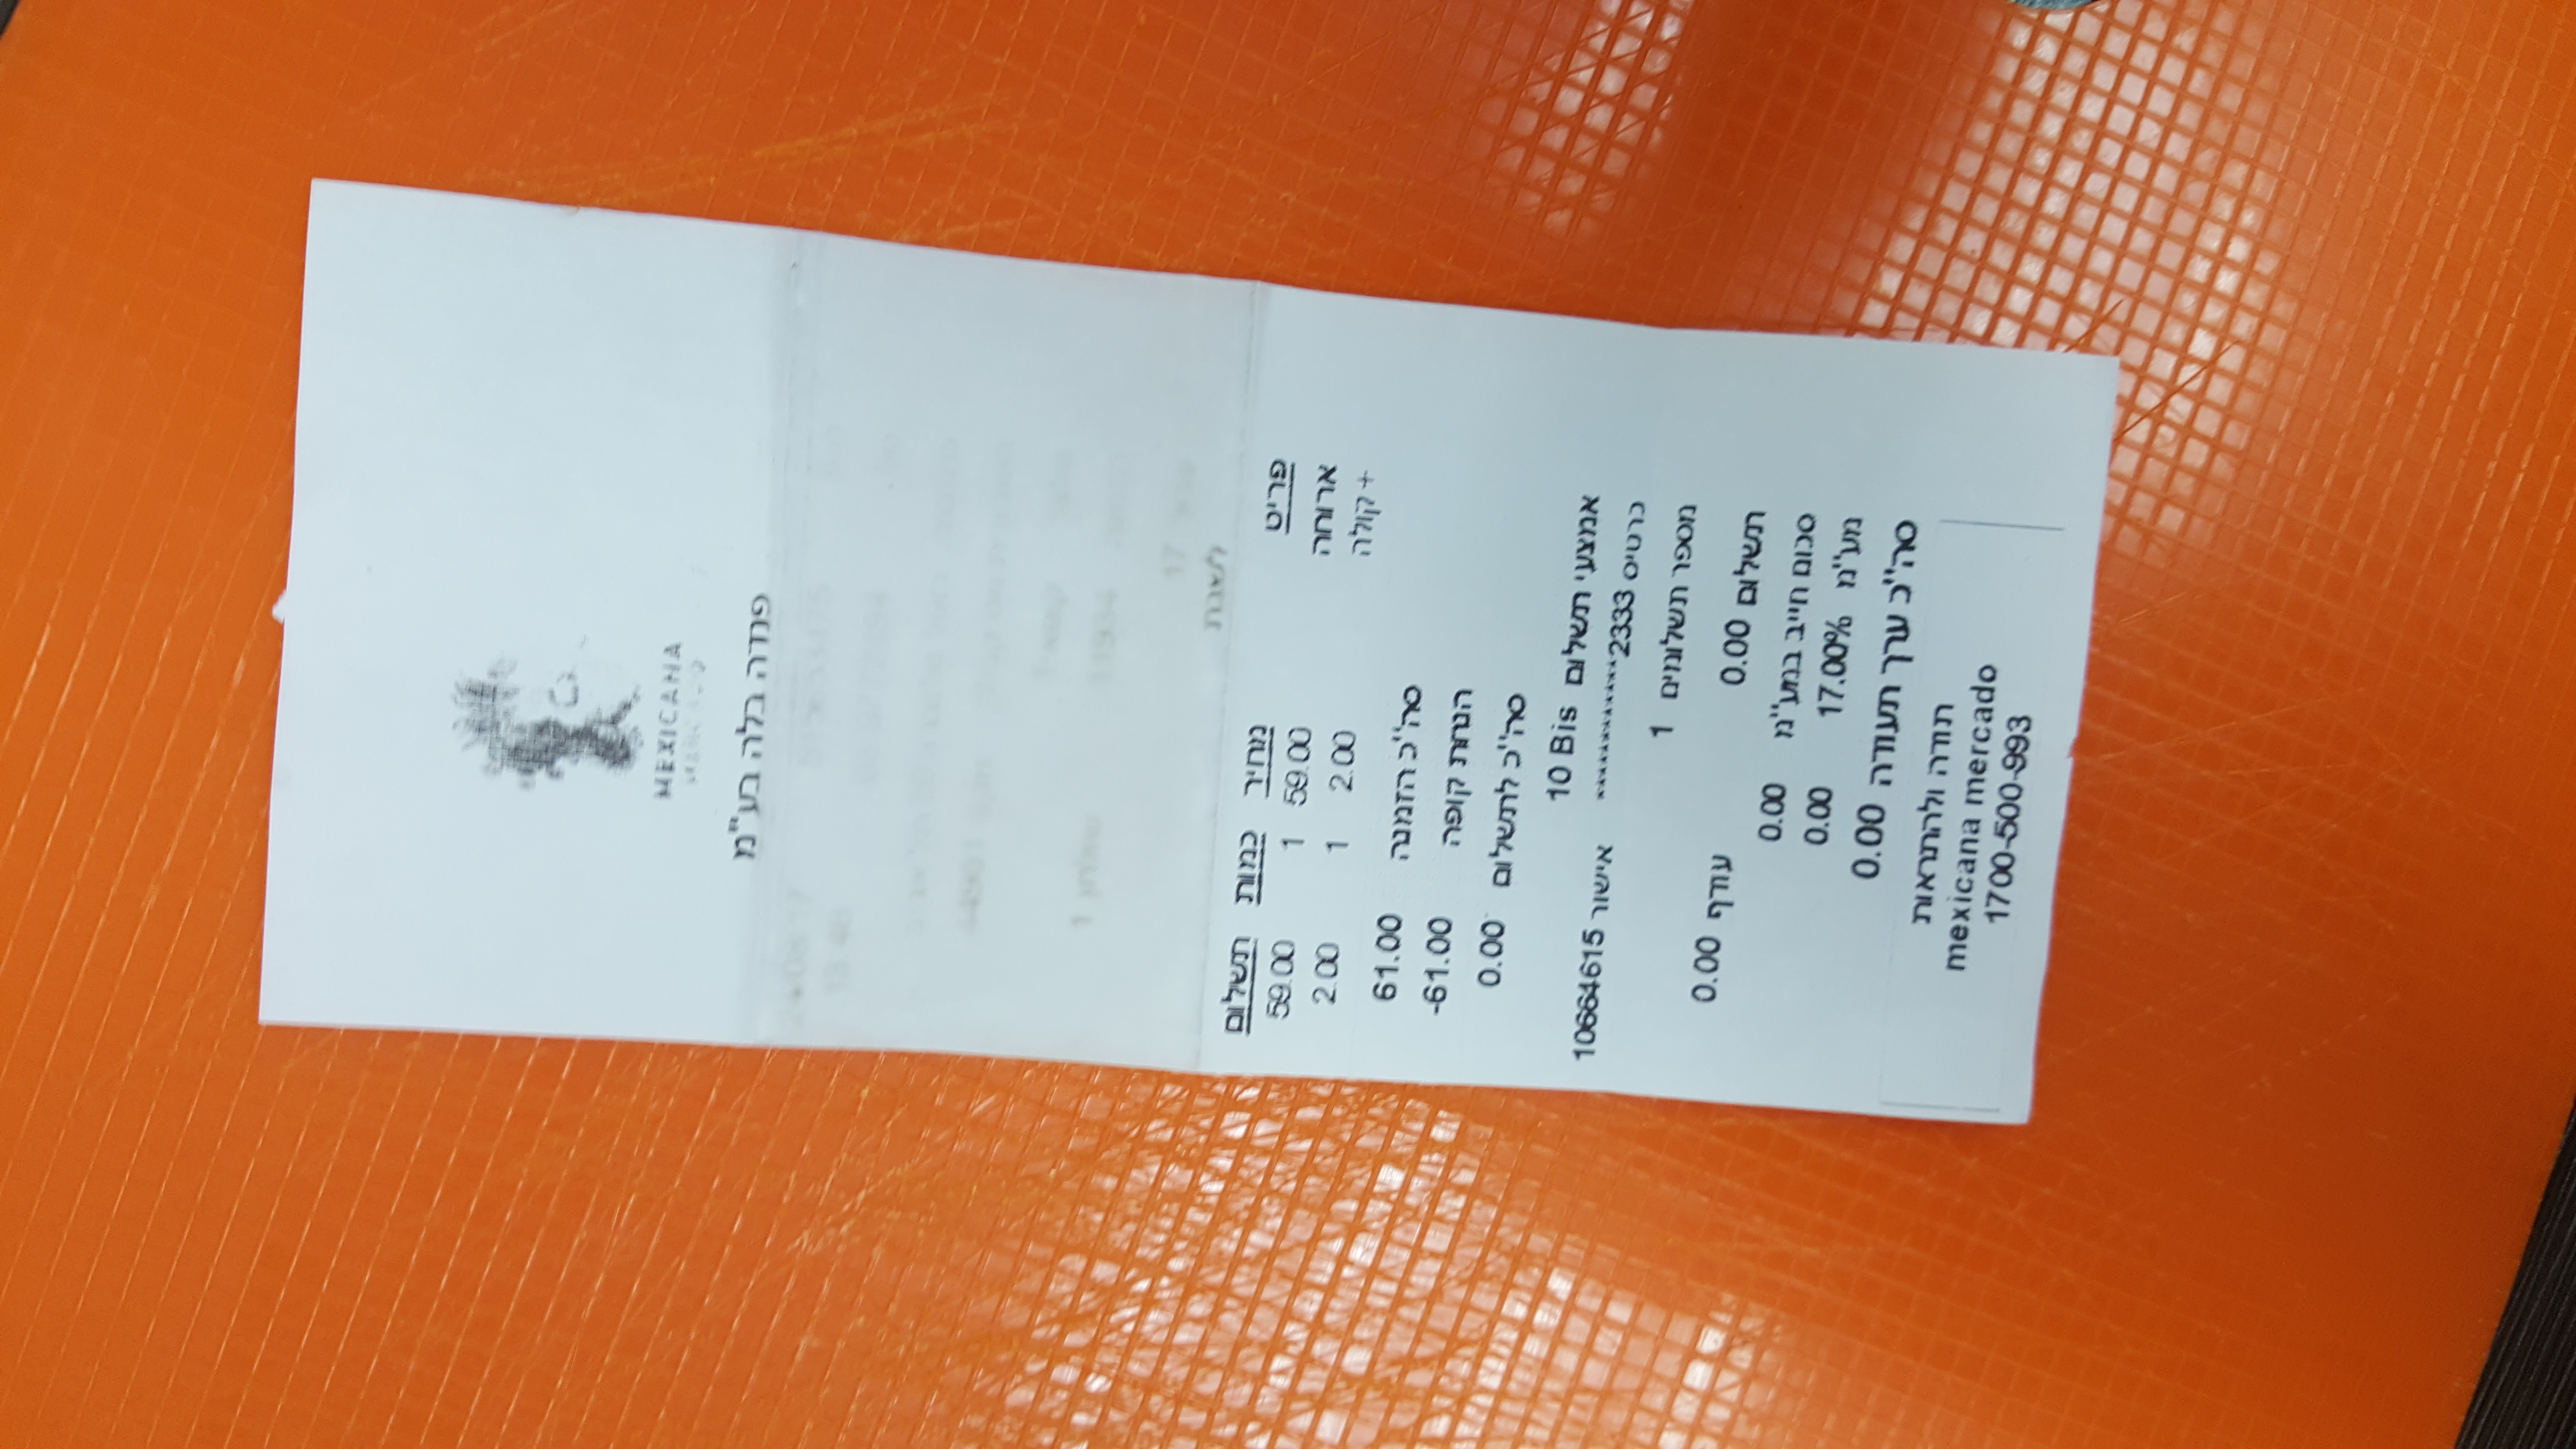 MEXICANA
MERCADO
פנדה בלה בע"מ
שולחן 1
17
לשבת
פריט מחיר כמות תשלום
ארוחה 59.00 1 59.00
+ קולה 2.00 1 2.00
סה''כ הזמנה 61.00
הנחת קופה -61.00
סה''כ לתשלום 0.00
אמצעי תשלום 10 Bis
כרטיס ************2333 אישור 10664615
מספר תשלומים 1
תשלום 0.00 עודף 0.00
סכום חייב במע''מ 0.00
מע''מ 17.00% 0.00
סה''כ ערך תעודה 0.00
תודה ולהתראות
mexicana mercado
1700-500-993